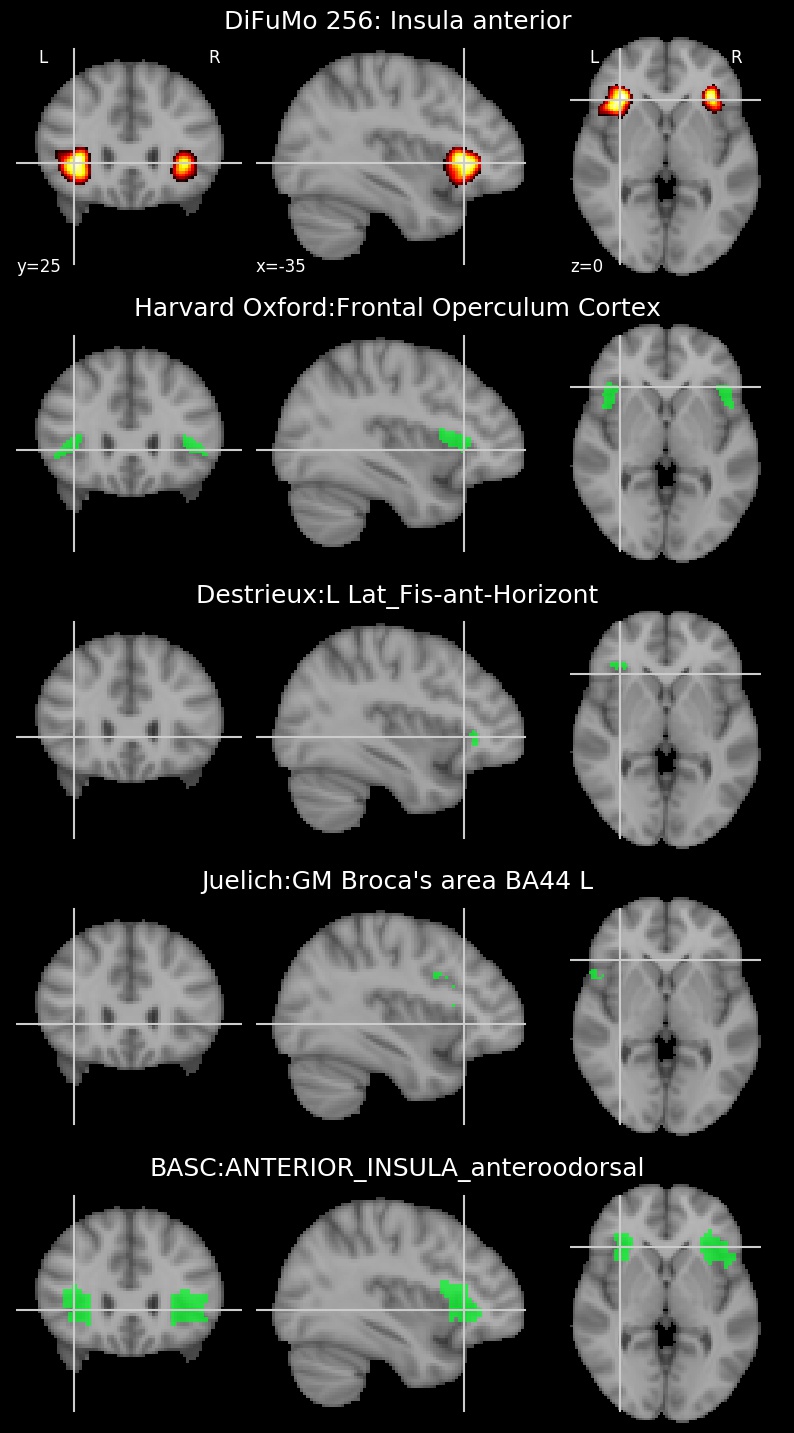 DiFuMo 256: Insula anterior
L R L R
y=25 x=-35 z=0
Harvard Oxford:Frontal Operculum Cortex
Destrieux:L Lat_Fis-ant-Horizont
Juelich:GM Broca's area BA44 L
BASC:ANTERIOR_INSULA_anteroodorsal